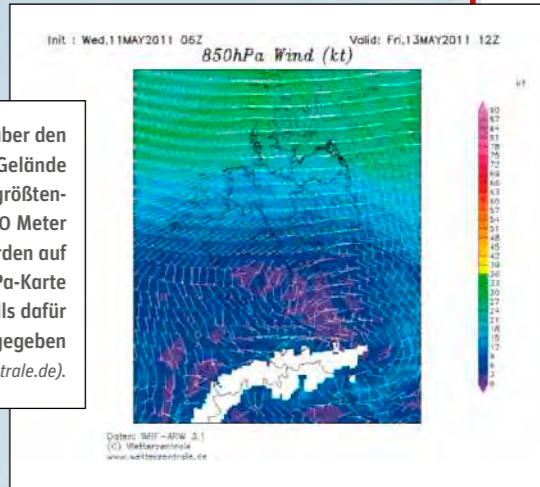 Init : Wed,11MAY2011 06Z Valid: Fri,13MAY2011 12Z
850hPa Wind (kt)
über den
Gelände
größten-
0 Meter
rden auf
Pa-Karte
lls dafür
gegeben
trale.de).
Daten: WRF-ARW 3.1
(C) Wetterzentrale
www.wetterzentrale.de